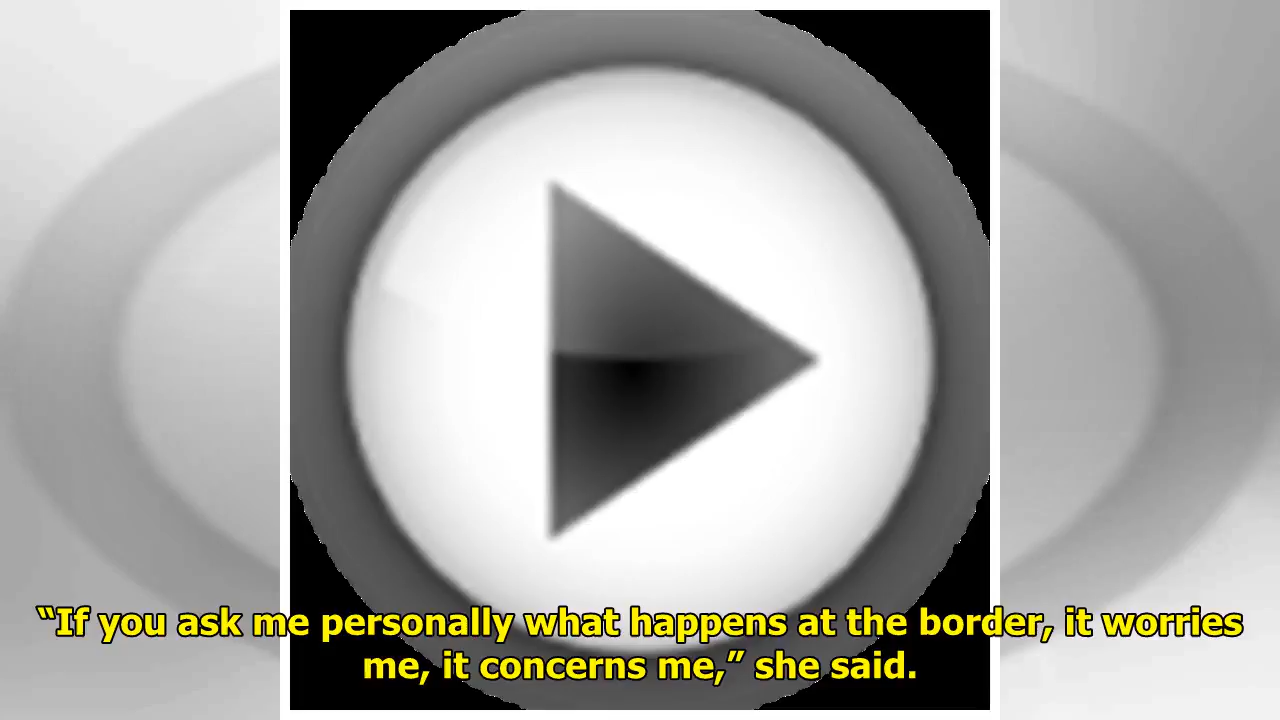 “If you ask me personally what happens at the border, it worries
me, it concerns me,” she said.